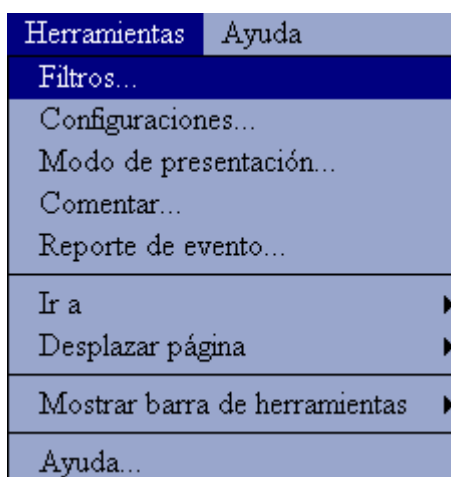 Herramientas Ayuda
Filtros...
Configuraciones...
Modo de presentación...
Comentar...
Reporte de evento...
Ir a
Desplazar página
Mostrar barra de herramientas
Ayuda...